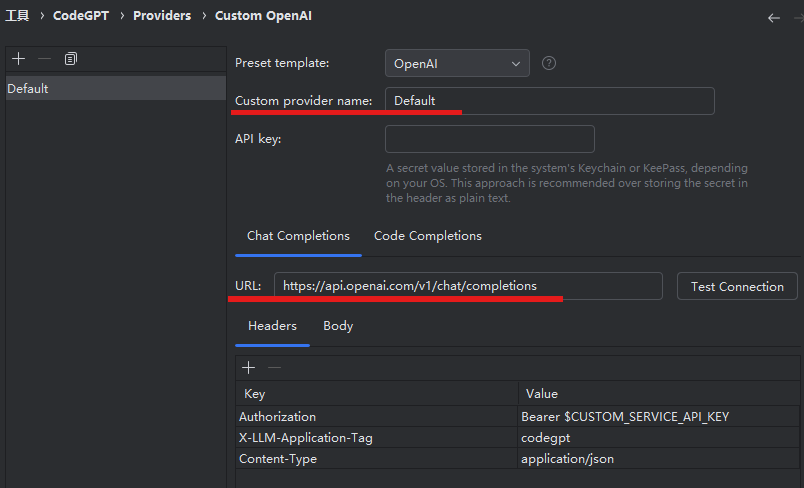 工具 › CodeGPT › Providers › Custom OpenAI
Default
Preset template: OpenAI
Custom provider name: Default
API key:
A secret value stored in the system's Keychain or KeePass, depending
on your OS. This approach is recommended over storing the secret in
the header as plain text.
Chat Completions Code Completions
URL: https://api.openai.com/v1/chat/completions Test Connection
Headers Body
Key Value
Authorization Bearer $CUSTOM_SERVICE_API_KEY
X-LLM-Application-Tag codegpt
Content-Type application/json